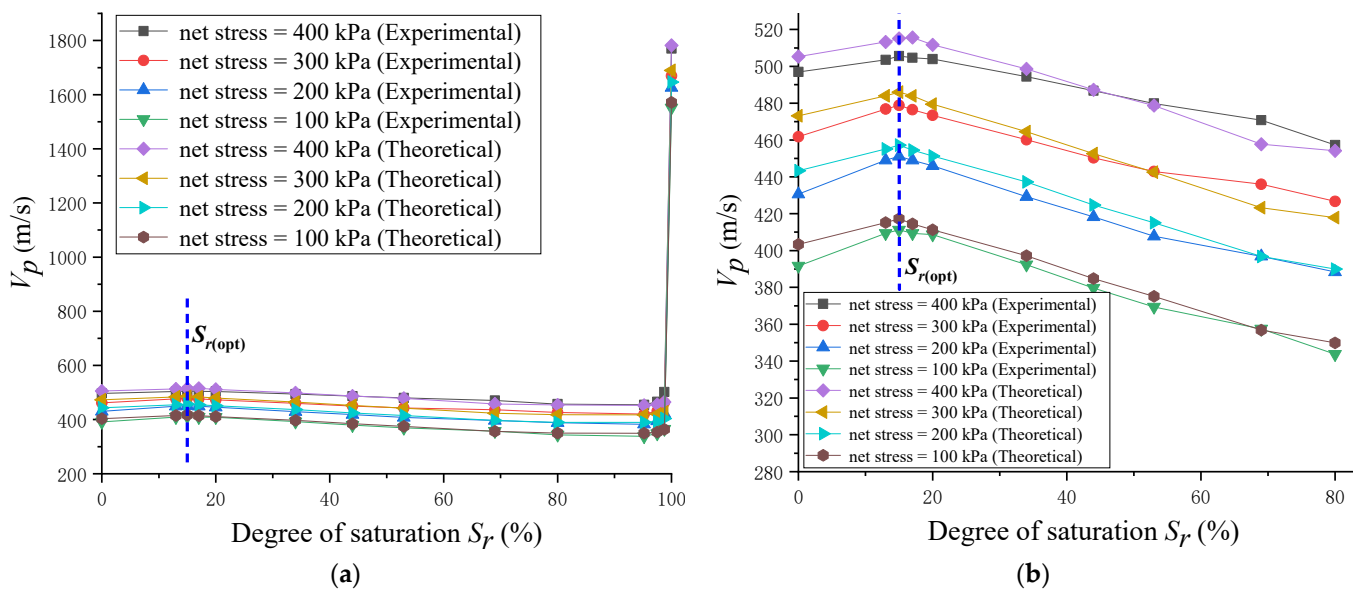 1800
1600
1400
1200
1000
800
600
400
200
V_p (m/s)
net stress = 400 kPa (Experimental)
net stress = 300 kPa (Experimental)
net stress = 200 kPa (Experimental)
net stress = 100 kPa (Experimental)
net stress = 400 kPa (Theoretical)
net stress = 300 kPa (Theoretical)
net stress = 200 kPa (Theoretical)
net stress = 100 kPa (Theoretical)
S_r(opt)
0 20 40 60 80 100
Degree of saturation S_r (%)
(a)
520
500
480
460
440
420
400
380
360
340
320
300
280
V_p (m/s)
S_r(opt)
net stress = 400 kPa (Experimental)
net stress = 300 kPa (Experimental)
net stress = 200 kPa (Experimental)
net stress = 100 kPa (Experimental)
net stress = 400 kPa (Theoretical)
net stress = 300 kPa (Theoretical)
net stress = 200 kPa (Theoretical)
net stress = 100 kPa (Theoretical)
0 20 40 60 80
Degree of saturation S_r (%)
(b)